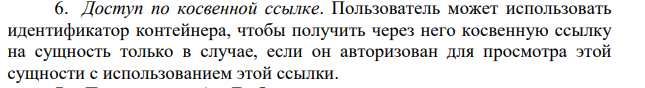 6. Доступ по косвенной ссылке. Пользователь может использовать
идентификатор контейнера, чтобы получить через него косвенную ссылку
на сущность только в случае, если он авторизован для просмотра этой
сущности с использованием этой ссылки.